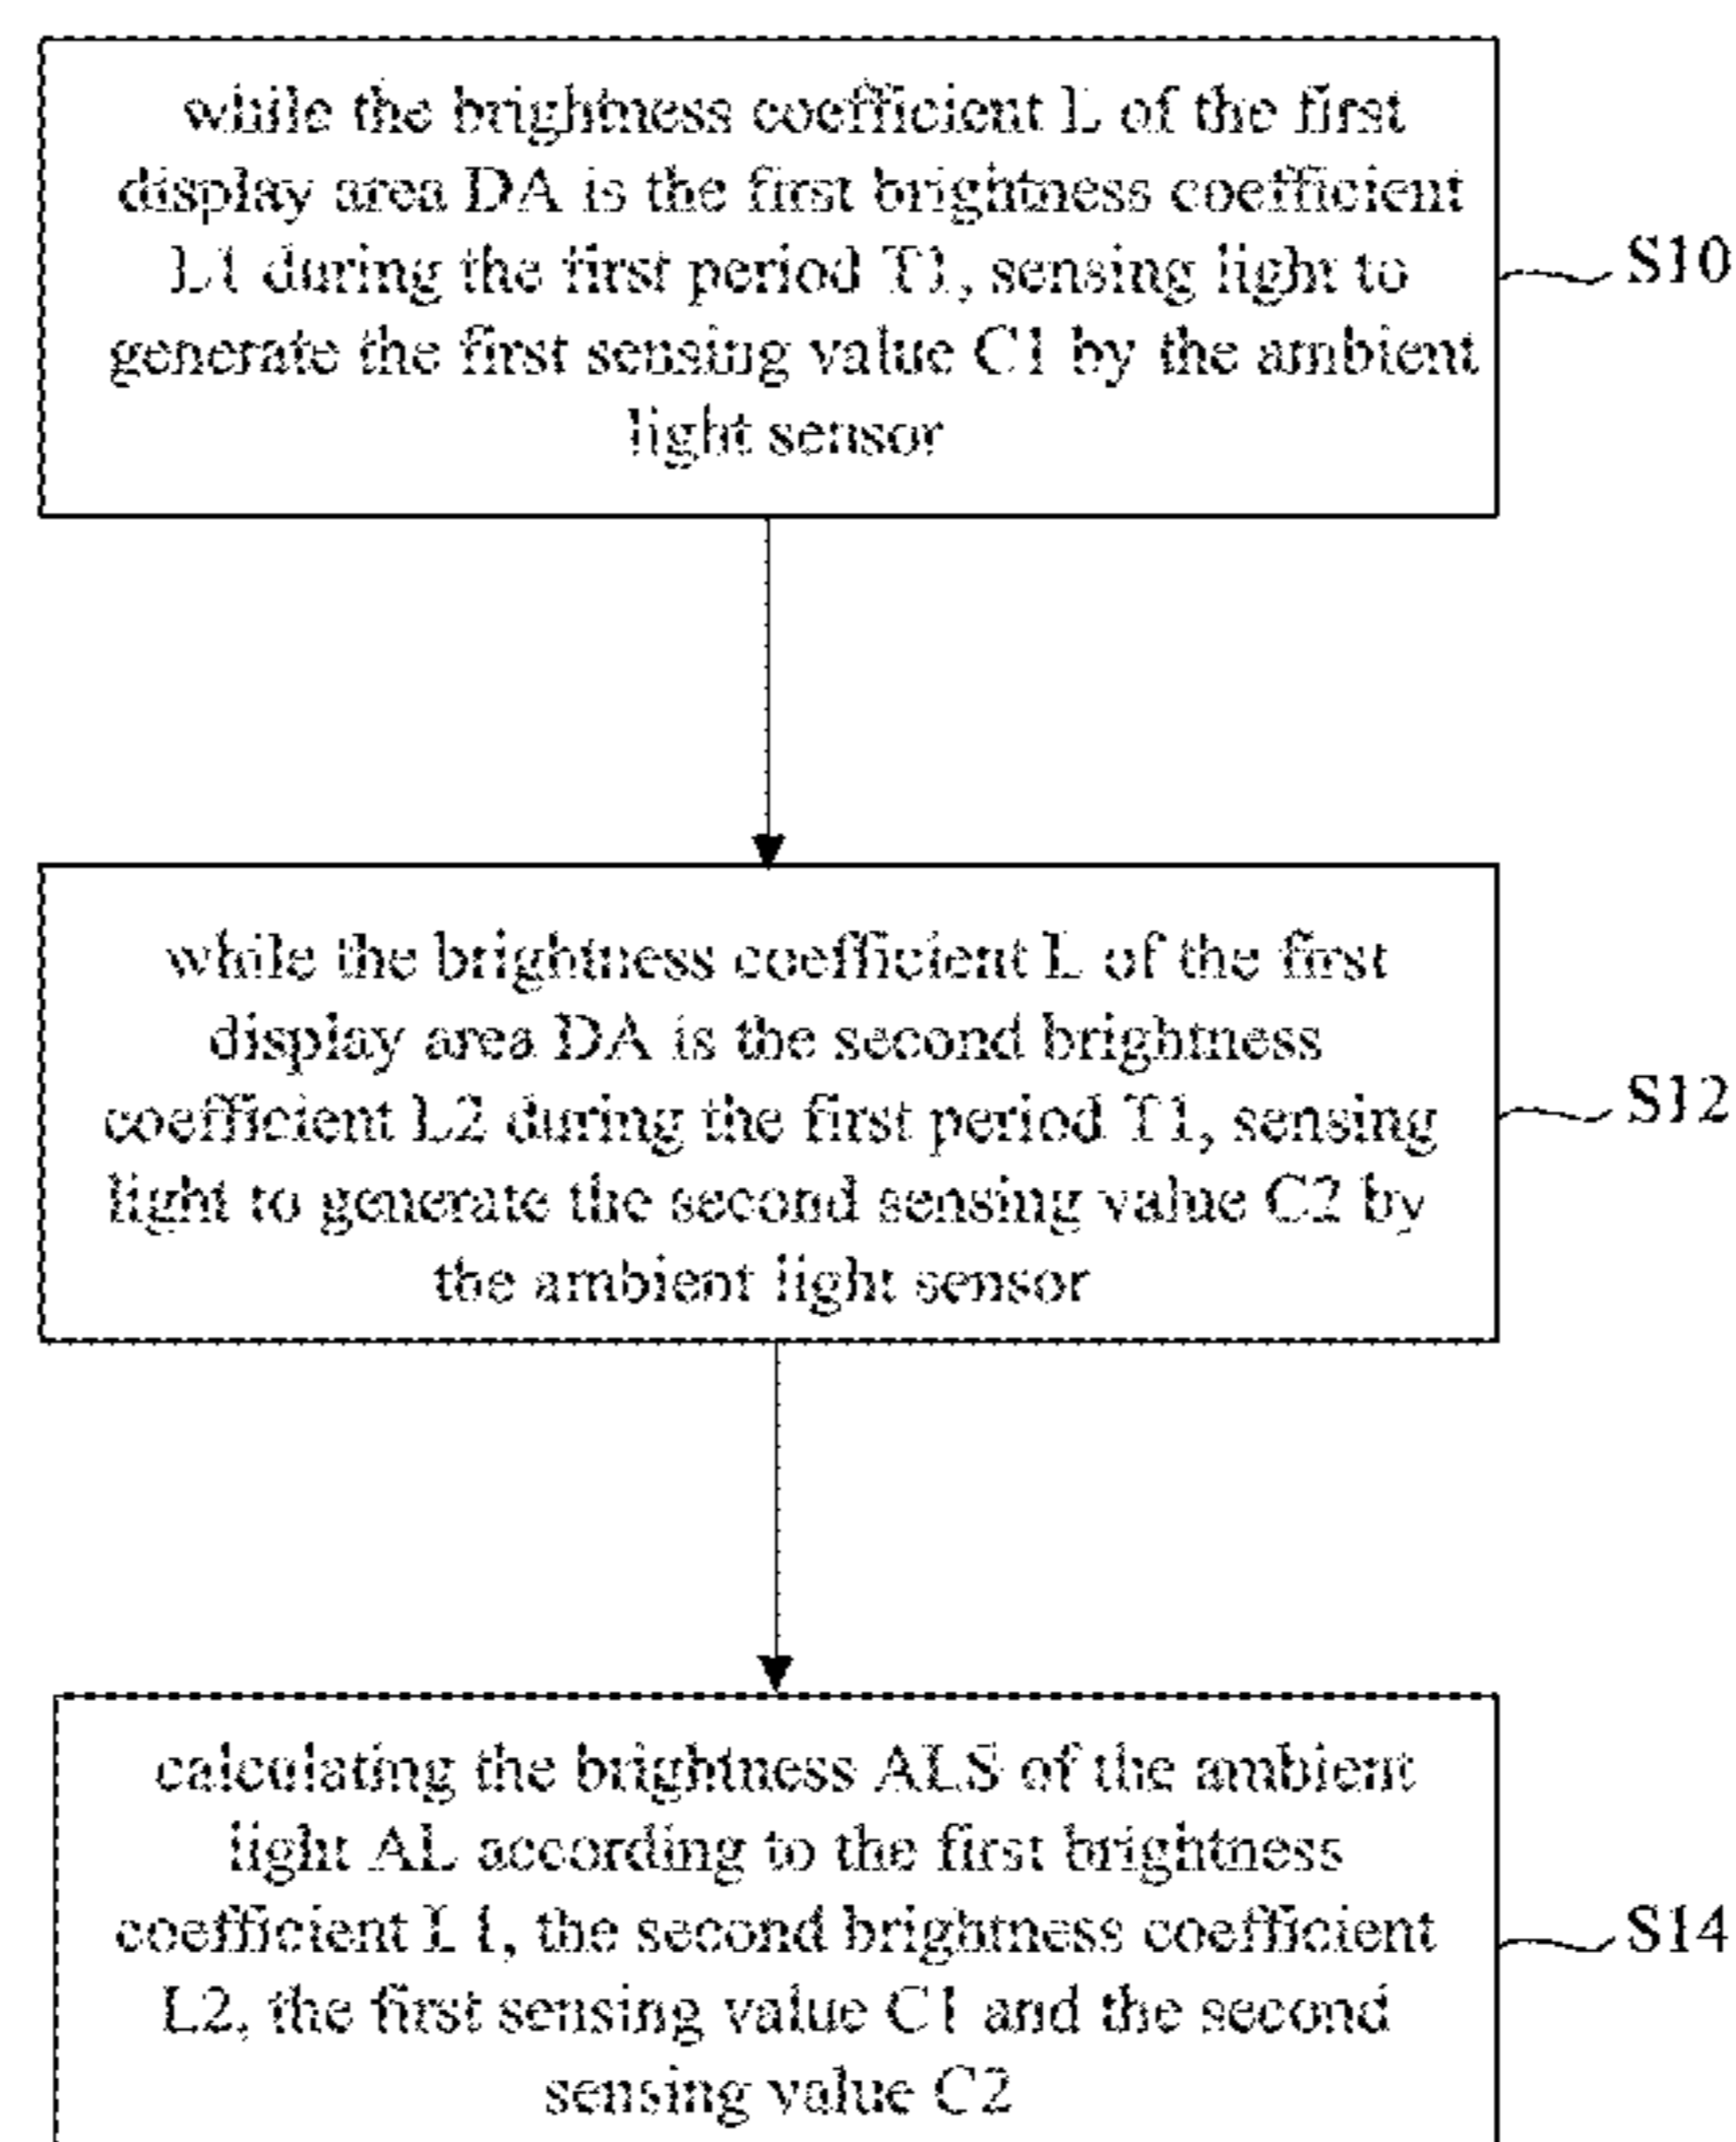 while the brightness coefficient L of the first
display area DA is the first brightness coefficient
L1 during the first period T1, sensing light to
generate the first sensing value C1 by the ambient
light sensor
S10
while the brightness coefficient L of the first
display area DA is the second brightness
coefficient L2 during the first period T1, sensing
light to generate the second sensing value C2 by
the ambient light sensor
S12
calculating the brightness ALS of the ambient
light AL according to the first brightness
coefficient L1, the second brightness coefficient
L2, the first sensing value C1 and the second
sensing value C2
S14